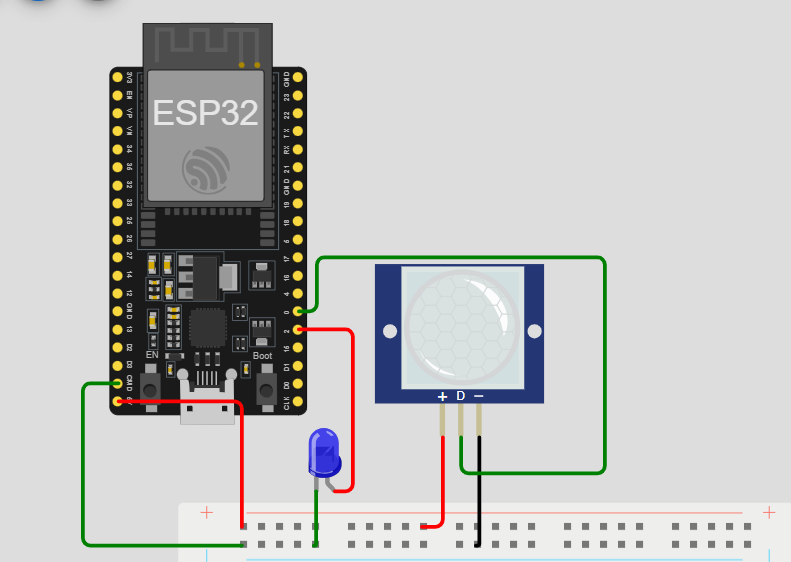 ESP32
3V3
EN
VP
VN
34
35
32
33
25
26
27
14
12
GND
13
D2
D3
CMD
5V
GND
23
22
TX
RX
21
GND
19
18
5
17
16
4
0
2
15
D1
D0
CLK
EN
Boot
+ D −
+ +